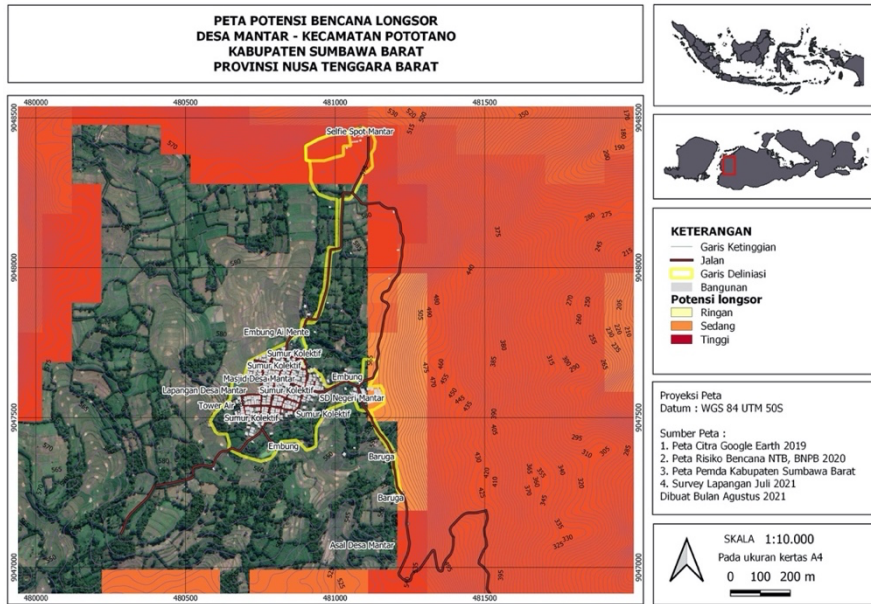 PETA POTENSI BENCANA LONGSOR
DESA MANTAR - KECAMATAN POTOTANO
KABUPATEN SUMBAWA BARAT
PROVINSI NUSA TENGGARA BARAT
480000
480500
481000
481500
9048500
9048000
9047500
9047000
Selfie Spot Mantar
Embung Ai Mente
Sumur Kolektif
Sumur Kolektif
Masjid Desa Mantar
Embung
Lapangan Desa Mantar
Sumur Kolektif
SD Negeri Mantar
Tower Air
Sumur Kolektif
Sumur Kolektif
Embung
Baruga
Baruga
Asal Desa Mantar
480000
480500
481000
481500
KETERANGAN
Garis Ketinggian
Jalan
Garis Deliniasi
Bangunan
Potensi longsor
Ringan
Sedang
Tinggi
Proyeksi Peta
Datum : WGS 84 UTM 50S
Sumber Peta :
1. Peta Citra Google Earth 2019
2. Peta Risiko Bencana NTB, BNPB 2020
3. Peta Pemda Kabupaten Sumbawa Barat
4. Survey Lapangan Juli 2021
Dibuat Bulan Agustus 2021
SKALA 1:10.000
Pada ukuran kertas A4
0 100 200 m